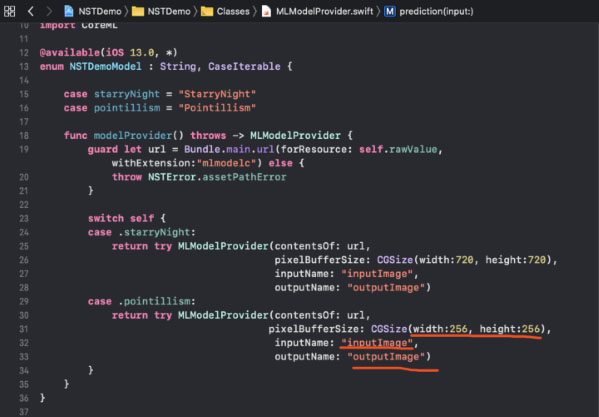 NSTDemo NSTDemo Classes MLModelProvider.swift M prediction(input:)
10 import CoreML
11
12 @available(iOS 13.0, *)
13 enum NSTDemoModel : String, CaseIterable {
14
15 case starryNight = "StarryNight"
16 case pointillism = "Pointillism"
17
18 func modelProvider() throws -> MLModelProvider {
19 guard let url = Bundle.main.url(forResource: self.rawValue,
withExtension:"mlmodelc") else {
20 throw NSTError.assetPathError
21 }
22
23 switch self {
24 case .starryNight:
25 return try MLModelProvider(contentsOf: url,
26 pixelBufferSize: CGSize(width:720, height:720),
27 inputName: "inputImage",
28 outputName: "outputImage")
29 case .pointillism:
30 return try MLModelProvider(contentsOf: url,
31 pixelBufferSize: CGSize(width:256, height:256),
32 inputName: "inputImage",
33 outputName: "outputImage")
34 }
35 }
36 }
37